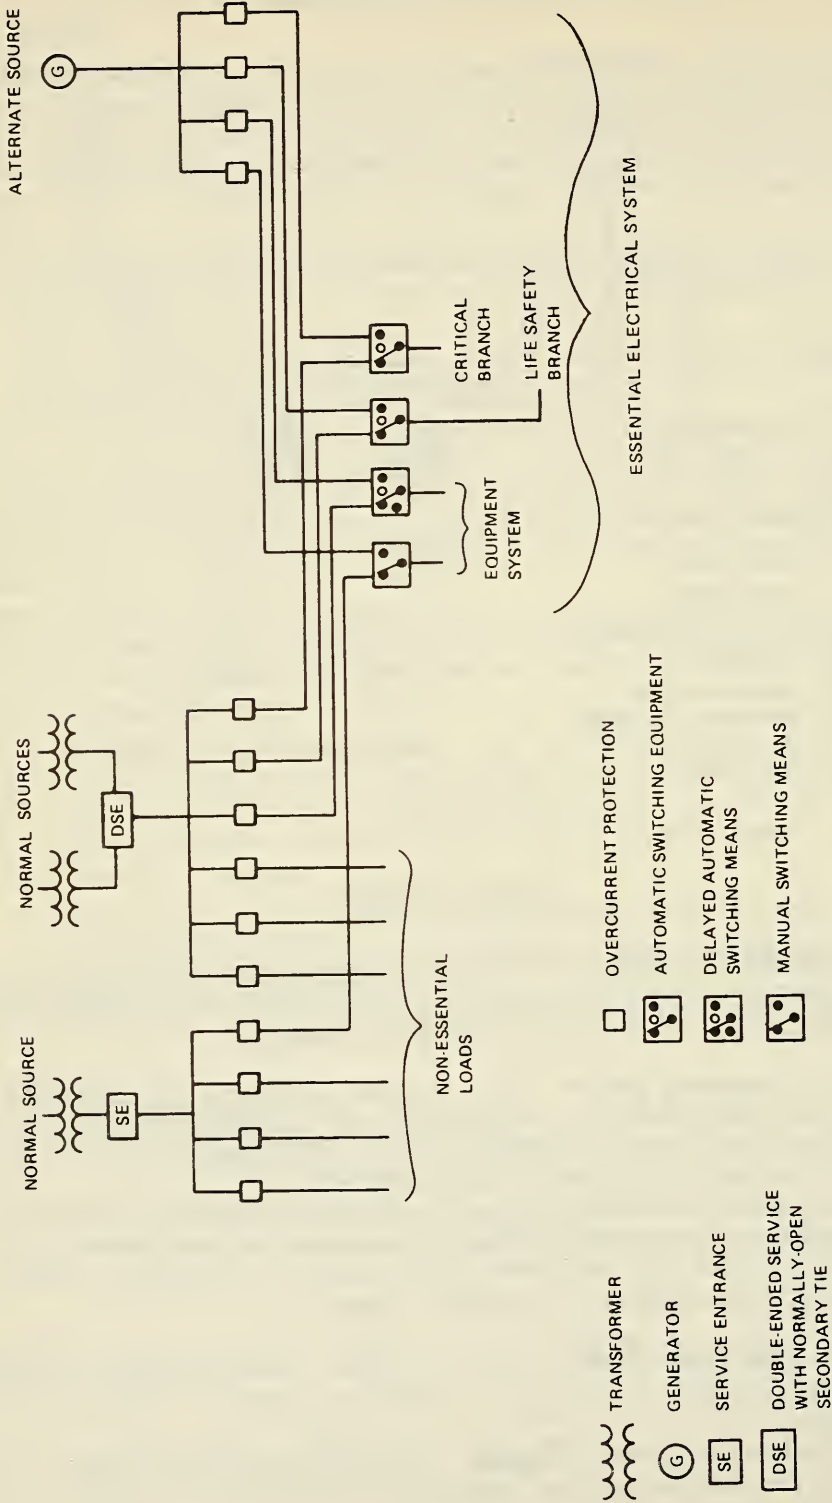 NORMAL SOURCE
NORMAL SOURCES
ALTERNATE SOURCE
SE
DSE
G
NON-ESSENTIAL
LOADS
EQUIPMENT
SYSTEM
LIFE SAFETY
BRANCH
CRITICAL
BRANCH
ESSENTIAL ELECTRICAL SYSTEM
TRANSFORMER
G
GENERATOR
SE
SERVICE ENTRANCE
DSE
DOUBLE-ENDED SERVICE
WITH NORMALLY-OPEN
SECONDARY TIE
OVERCURRENT PROTECTION
AUTOMATIC SWITCHING EQUIPMENT
DELAYED AUTOMATIC
SWITCHING MEANS
MANUAL SWITCHING MEANS